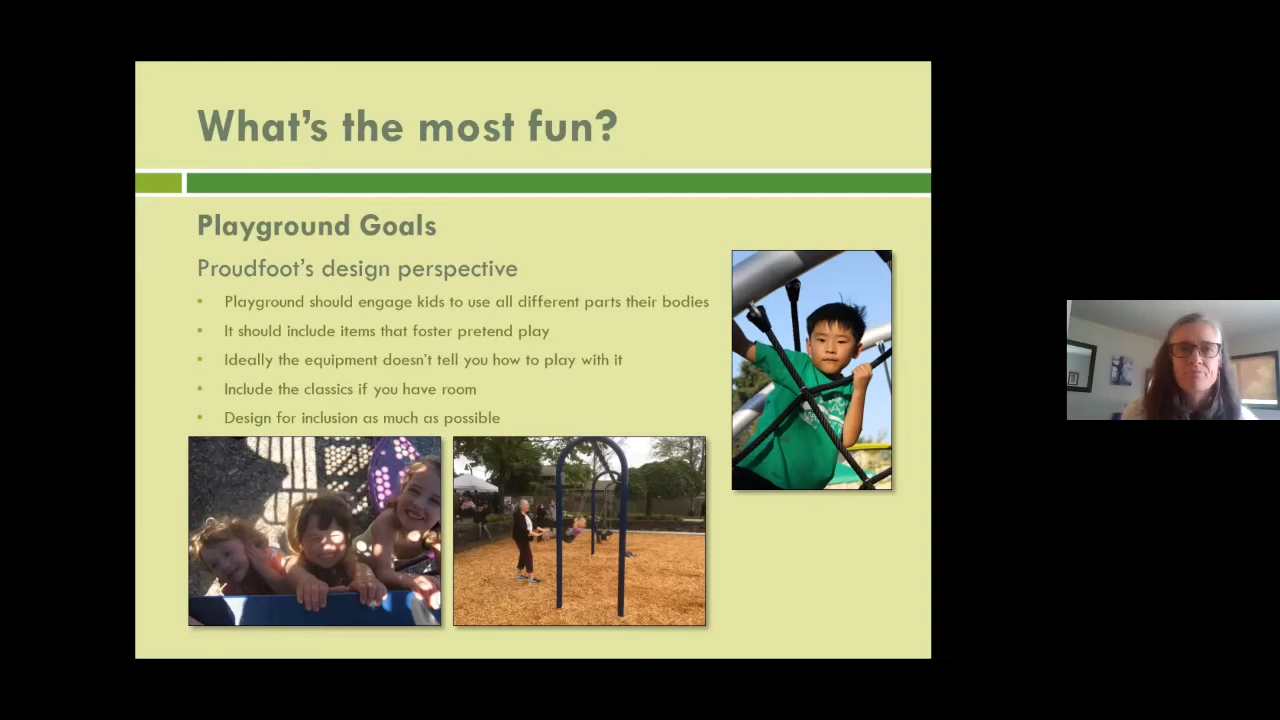 What's the most fun?
Playground Goals
Proudfoot's design perspective
• Playground should engage kids to use all different parts their bodies
• It should include items that foster pretend play
• Ideally the equipment doesn't tell you how to play with it
• Include the classics if you have room
• Design for inclusion as much as possible